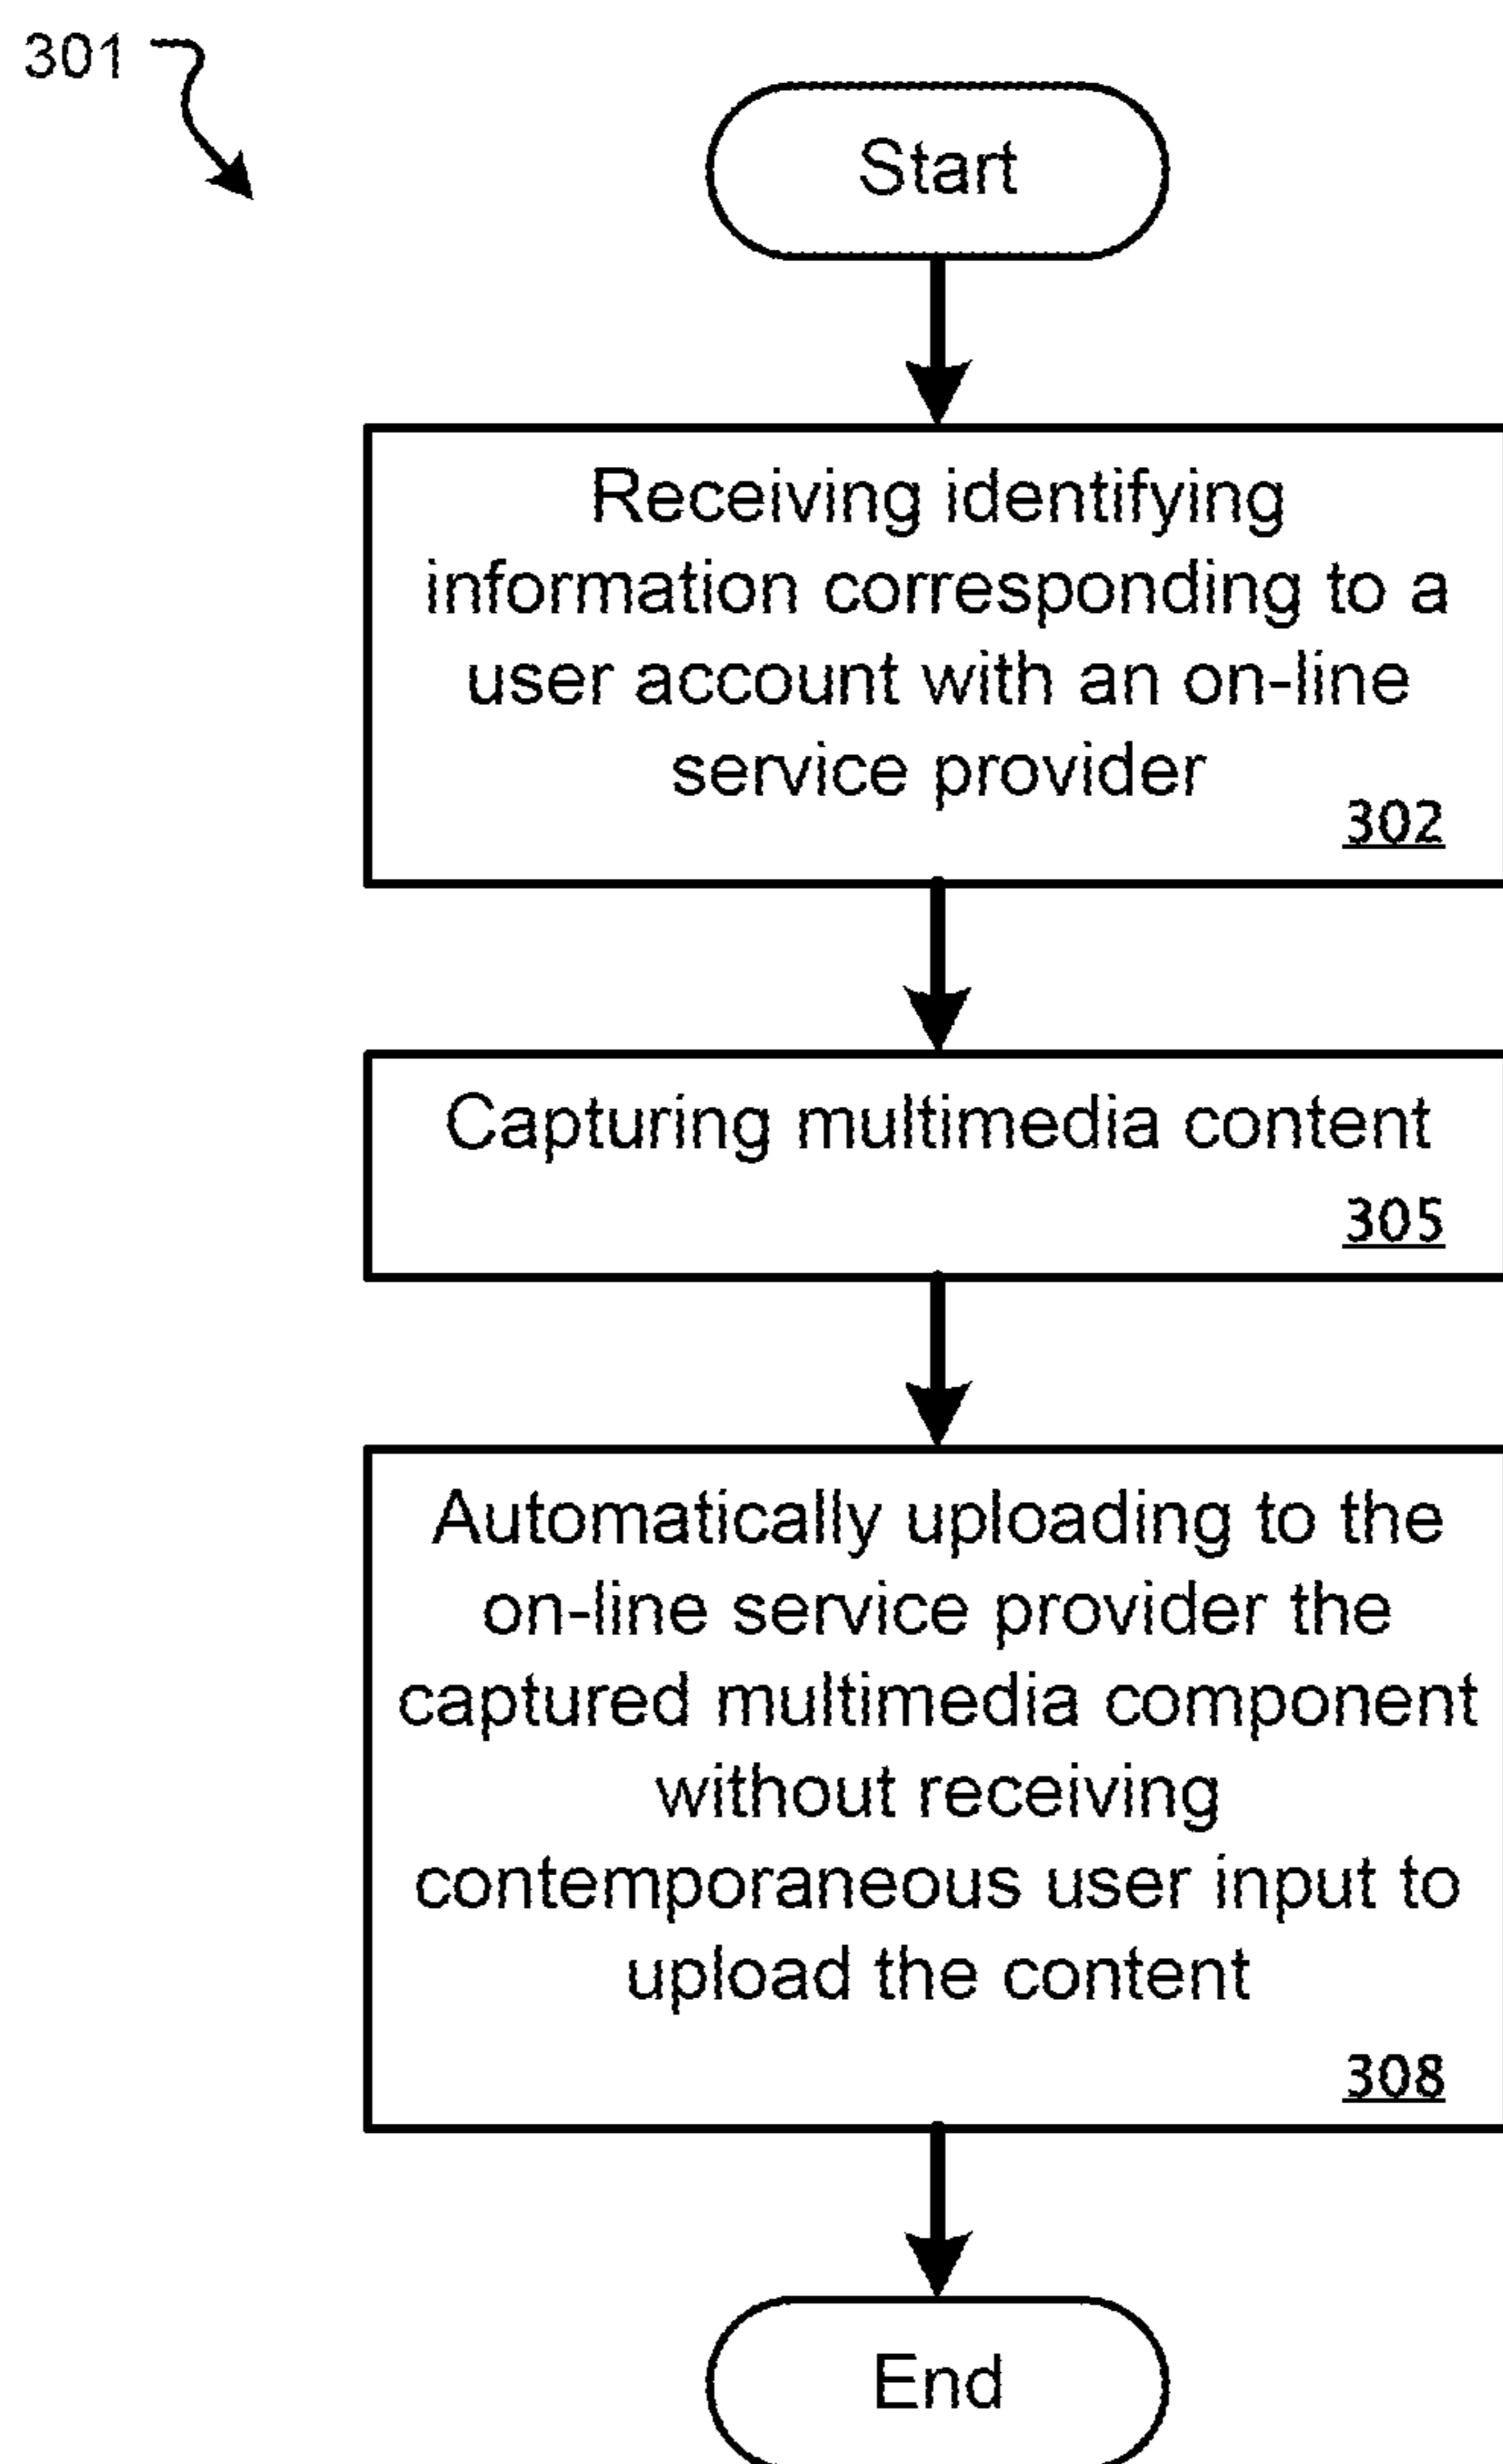 301
Start
Receiving identifying
information corresponding to a
user account with an on-line
service provider
302
Capturing multimedia content
305
Automatically uploading to the
on-line service provider the
captured multimedia component
without receiving
contemporaneous user input to
upload the content
308
End